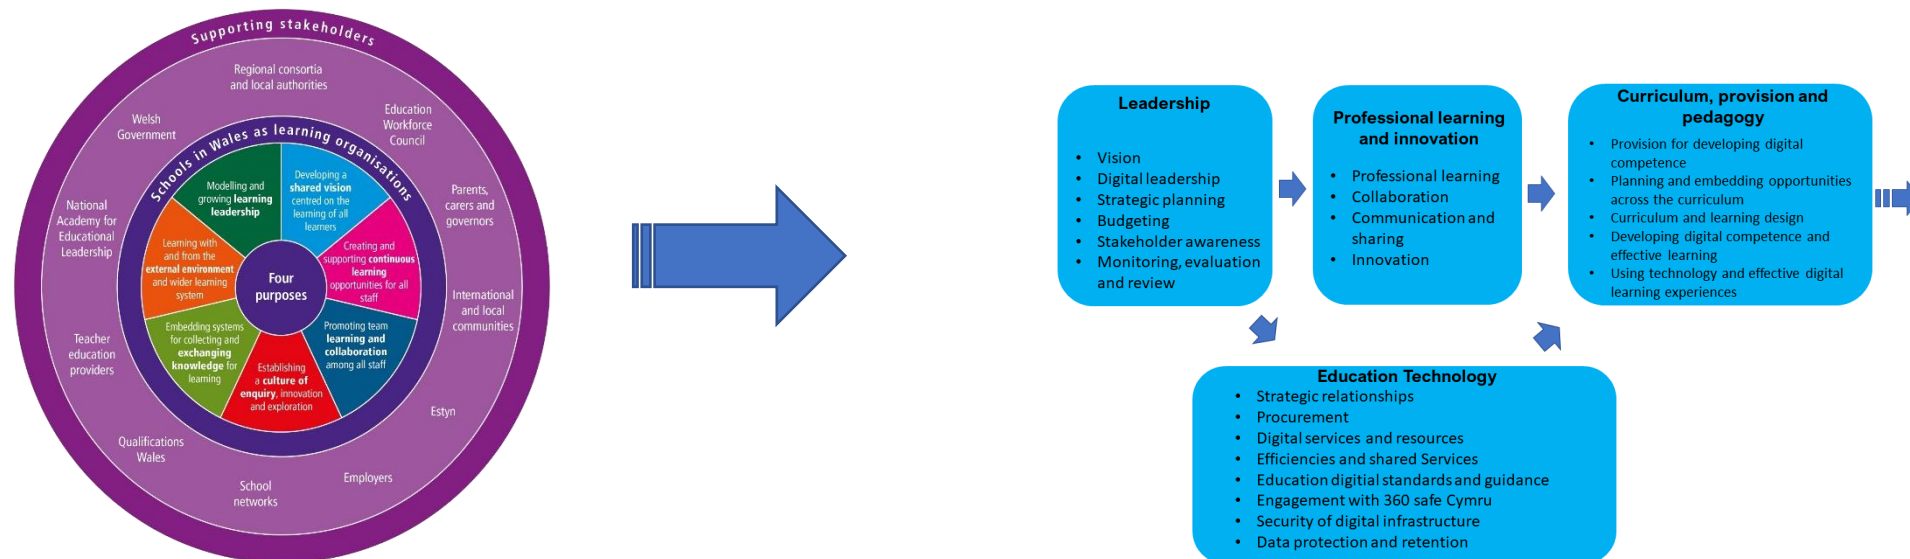 Supporting stakeholders
Regional consortia
and local authorities
Education
Workforce
Council
Parents,
carers and
governors
International
and local
communities
Estyn
Employers
School
networks
Qualifications
Wales
Teacher
education
providers
National
Academy for
Educational
Leadership
Welsh
Government
Schools in Wales as learning organisations
Developing a
shared vision
centred on the
learning of all
learners
Creating and
supporting continuous
learning
opportunities for all
staff
Promoting team
learning and
collaboration
among all staff
Establishing
a culture of
enquiry, innovation
and exploration
Embedding systems
for collecting and
exchanging
knowledge for
learning
Learning with
and from the
external environment
and wider learning
system
Modelling and
growing learning
leadership
Four
purposes
Leadership
• Vision
• Digital leadership
• Strategic planning
• Budgeting
• Stakeholder awareness
• Monitoring, evaluation
and review
Professional learning
and innovation
• Professional learning
• Collaboration
• Communication and
sharing
• Innovation
Curriculum, provision and
pedagogy
• Provision for developing digital
competence
• Planning and embedding opportunities
across the curriculum
• Curriculum and learning design
• Developing digital competence and
effective learning
• Using technology and effective digital
learning experiences
Education Technology
• Strategic relationships
• Procurement
• Digital services and resources
• Efficiencies and shared Services
• Education digitial standards and guidance
• Engagement with 360 safe Cymru
• Security of digital infrastructure
• Data protection and retention